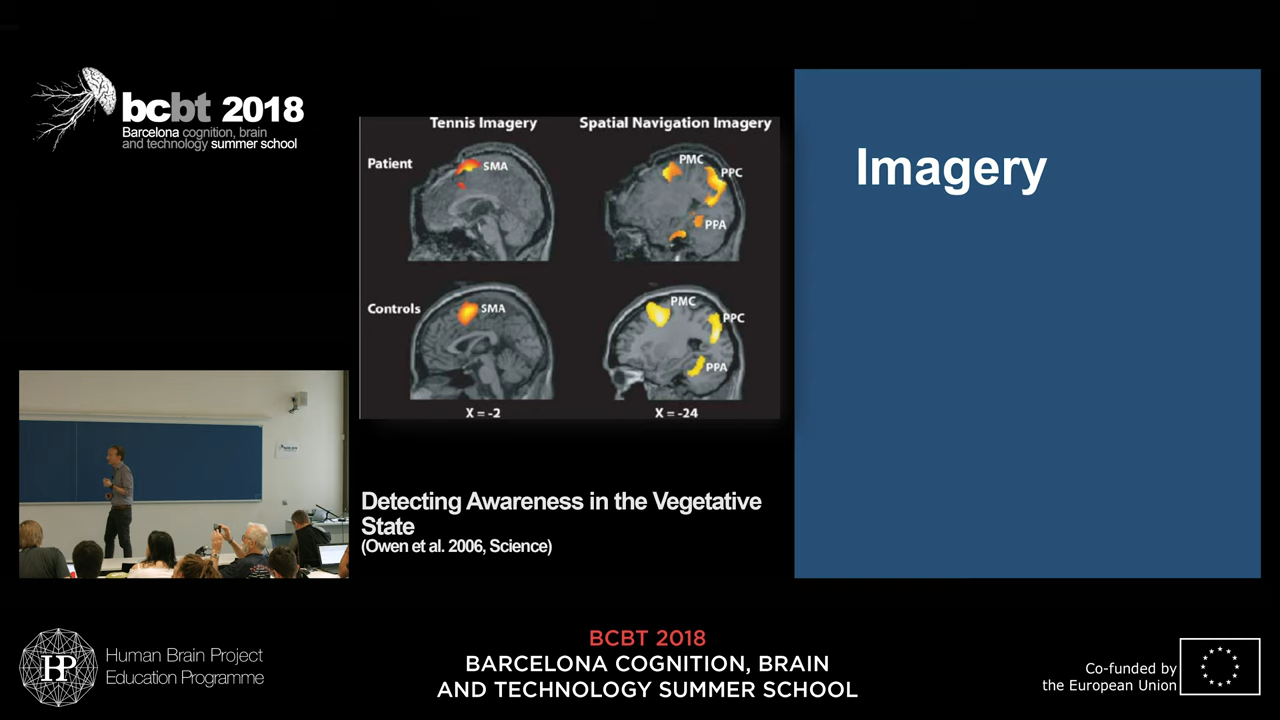 bcbt 2018
Barcelona cognition, brain
and technology summer school
Tennis Imagery
Spatial Navigation Imagery
Patient
SMA
PMC
PPC
PPA
Controls
SMA
PMC
PPC
PPA
X = -2
X = -24
Imagery
Detecting Awareness in the Vegetative
State
(Owen et al. 2006, Science)
HP
Human Brain Project
Education Programme
BCBT 2018
BARCELONA COGNITION, BRAIN
AND TECHNOLOGY SUMMER SCHOOL
Co-funded by
the European Union